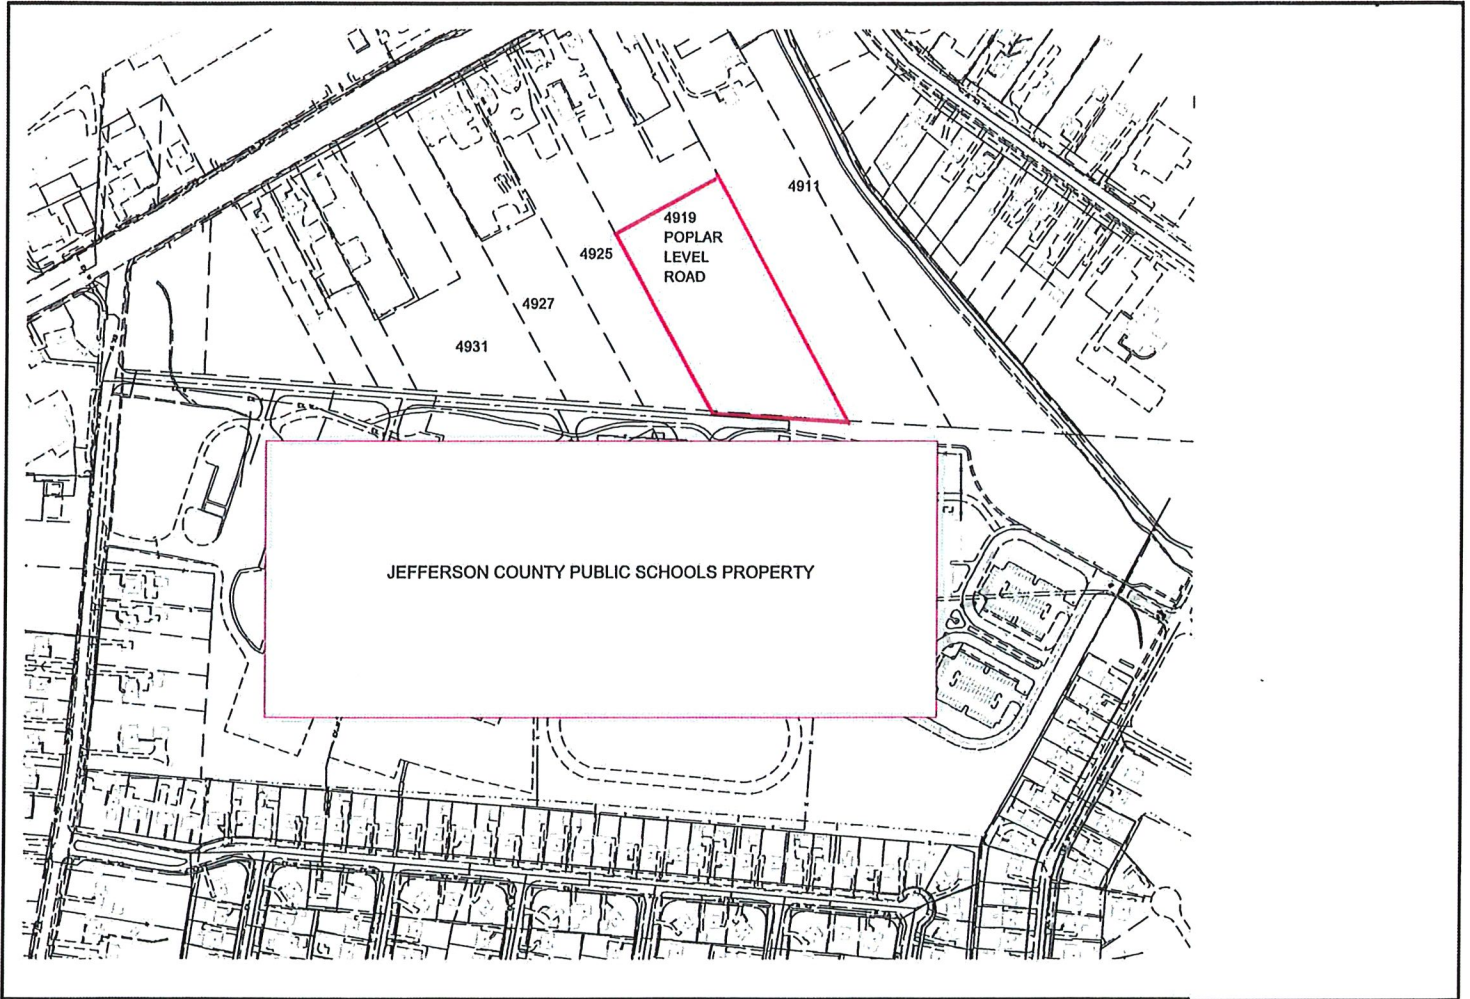 4911
4919
POPLAR
LEVEL
ROAD
4925
4927
4931
JEFFERSON COUNTY PUBLIC SCHOOLS PROPERTY